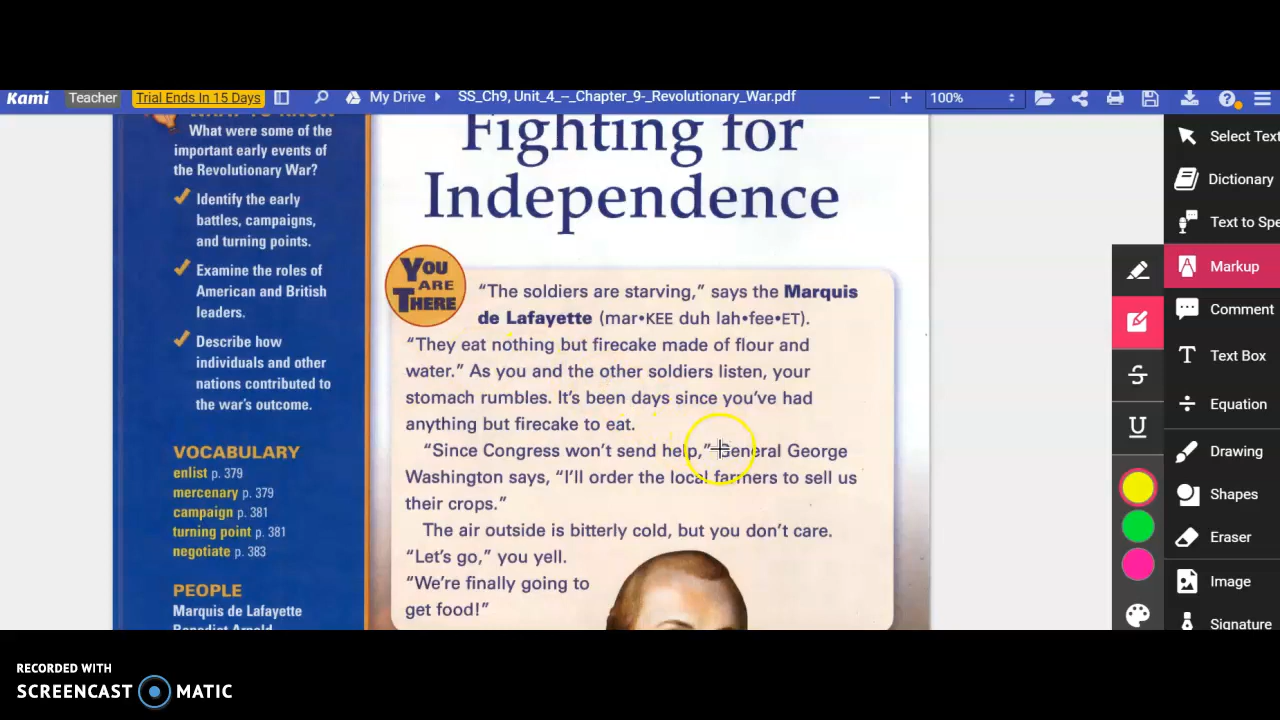 Kami Teacher Trial Ends In 15 Days My Drive SS_Ch9, Unit_4_--_Chapter_9-_Revolutionary_War.pdf 100%
What were some of the
important early events of
the Revolutionary War?
Identify the early
battles, campaigns,
and turning points.
Examine the roles of
American and British
leaders.
Describe how
individuals and other
nations contributed to
the war's outcome.
VOCABULARY
enlist p. 379
mercenary p. 379
campaign p. 381
turning point p. 381
negotiate p. 383
PEOPLE
Marquis de Lafayette
Benedict Arnold
Fighting for
Independence
YOU
ARE
THERE
“The soldiers are starving,” says the Marquis
de Lafayette (mar•KEE duh lah•fee•ET).
“They eat nothing but firecake made of flour and
water.” As you and the other soldiers listen, your
stomach rumbles. It’s been days since you’ve had
anything but firecake to eat.
“Since Congress won’t send help,” General George
Washington says, “I’ll order the local farmers to sell us
their crops.”
The air outside is bitterly cold, but you don’t care.
“Let’s go,” you yell.
“We’re finally going to
get food!”
Select Text
Dictionary
Text to Spe
Markup
Comment
Text Box
Equation
Drawing
Shapes
Eraser
Image
Signature
RECORDED WITH
SCREENCAST MATIC